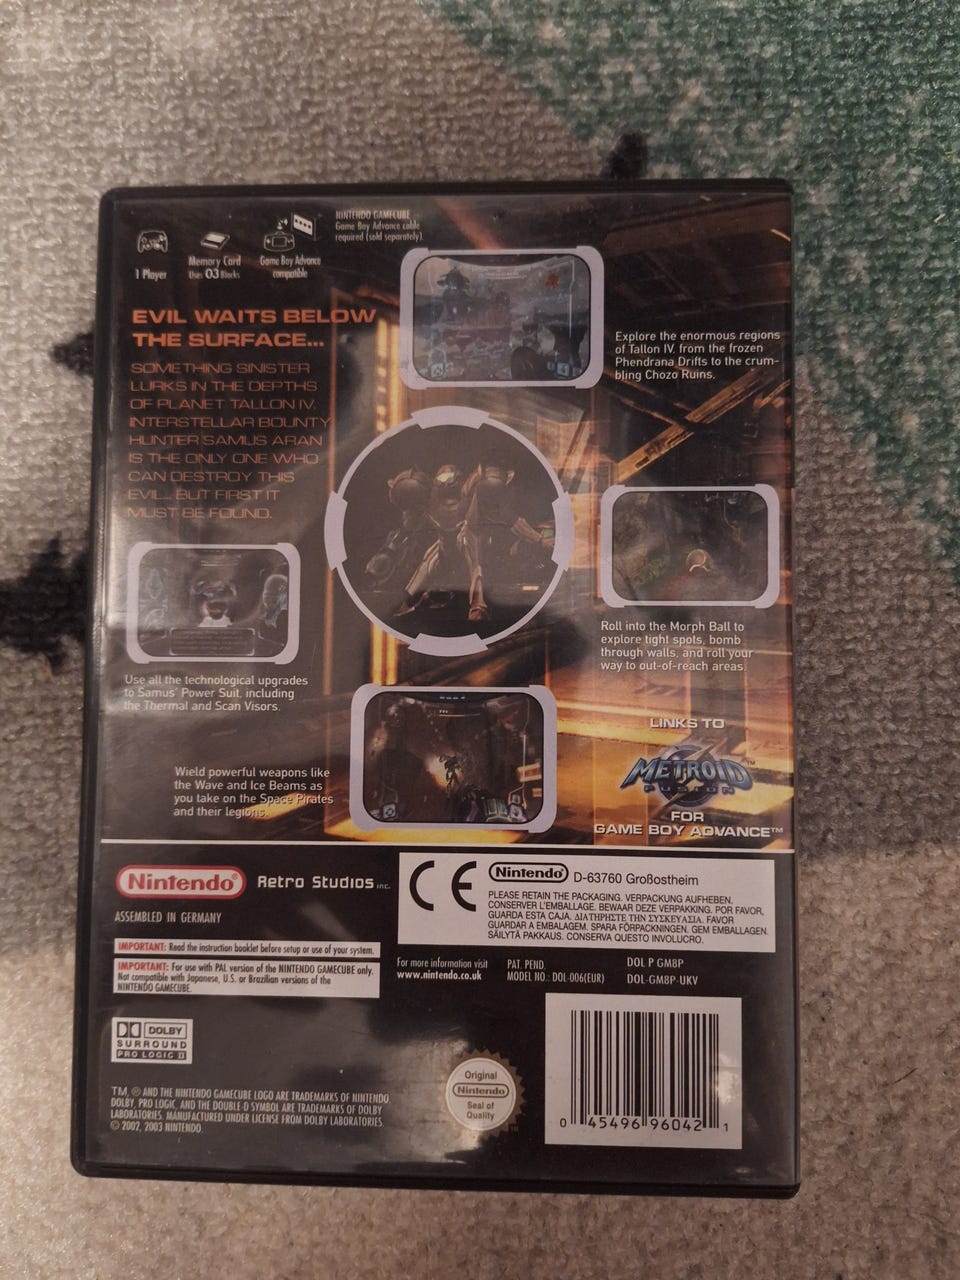 1 Player
Memory Card
Uses 03 Blocks
Game Boy Advance
compatible
NINTENDO GAMECUBE
Game Boy Advance cable
required (sold separately).
EVIL WAITS BELOW
THE SURFACE...
SOMETHING SINISTER
LURKS IN THE DEPTHS
OF PLANET TALLON IV.
INTERSTELLAR BOUNTY
HUNTER SAMUS ARAN
IS THE ONLY ONE WHO
CAN DESTROY THIS
EVIL... BUT FIRST IT
MUST BE FOUND.
Explore the enormous regions
of Tallon IV, from the frozen
Phendrana Drifts to the crum-
bling Chozo Ruins.
Roll into the Morph Ball to
explore tight spots, bomb
through walls, and roll your
way to out-of-reach areas.
Use all the technological upgrades
to Samus' Power Suit, including
the Thermal and Scan Visors.
Wield powerful weapons like
the Wave and Ice Beams as
you take on the Space Pirates
and their legions.
LINKS TO
METROID™
FUSION
FOR
GAME BOY ADVANCE™
Nintendo®
Retro Studios INC.
ASSEMBLED IN GERMANY
IMPORTANT: Read the instruction booklet before setup or use of your system.
IMPORTANT: For use with PAL version of the NINTENDO GAMECUBE only.
Not compatible with Japanese, U.S. or Brazilian versions of the
NINTENDO GAMECUBE.
CE
Nintendo® D-63760 Großostheim
PLEASE RETAIN THE PACKAGING. VERPACKUNG AUFHEBEN.
CONSERVER L'EMBALLAGE. BEWAAR DEZE VERPAKKING. POR FAVOR,
GUARDA ESTA CAJA. ΔΙΑΤΗΡΗΣΤΕ ΤΗΝ ΣΥΣΚΕΥΑΣΙΑ. FAVOR
GUARDAR A EMBALAGEM. SPARA FÖRPACKNINGEN. GEM EMBALLAGEN.
SÄILYTÄ PAKKAUS. CONSERVA QUESTO INVOLUCRO.
For more information visit
www.nintendo.co.uk
PAT. PEND.
MODEL NO.: DOL-006(EUR)
DOL P GM8P
DOL-GM8P-UKV
DOLBY
SURROUND
PRO LOGIC II
TM, ® AND THE NINTENDO GAMECUBE LOGO ARE TRADEMARKS OF NINTENDO.
DOLBY, PRO LOGIC, AND THE DOUBLE-D SYMBOL ARE TRADEMARKS OF DOLBY
LABORATORIES. MANUFACTURED UNDER LICENSE FROM DOLBY LABORATORIES.
© 2002, 2003 NINTENDO.
Original
Nintendo
Seal of
Quality
0 45496 96042 1